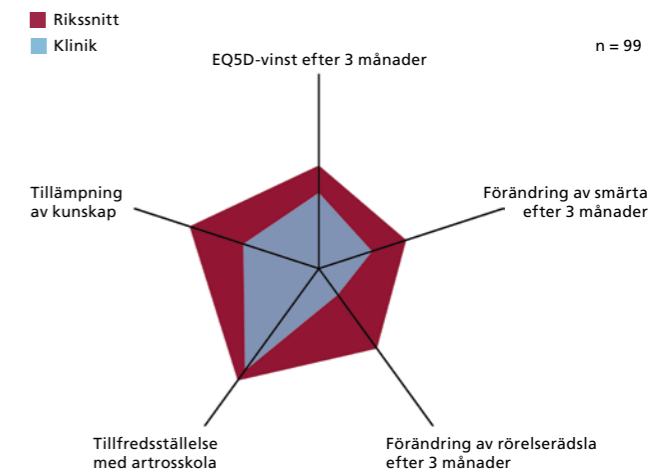 Rikssnitt
Klinik
n = 99
EQ5D-vinst efter 3 månader
Tillämpning
av kunskap
Förändring av smärta
efter 3 månader
Tillfredsställelse
med artrosskola
Förändring av rörelserädsla
efter 3 månader